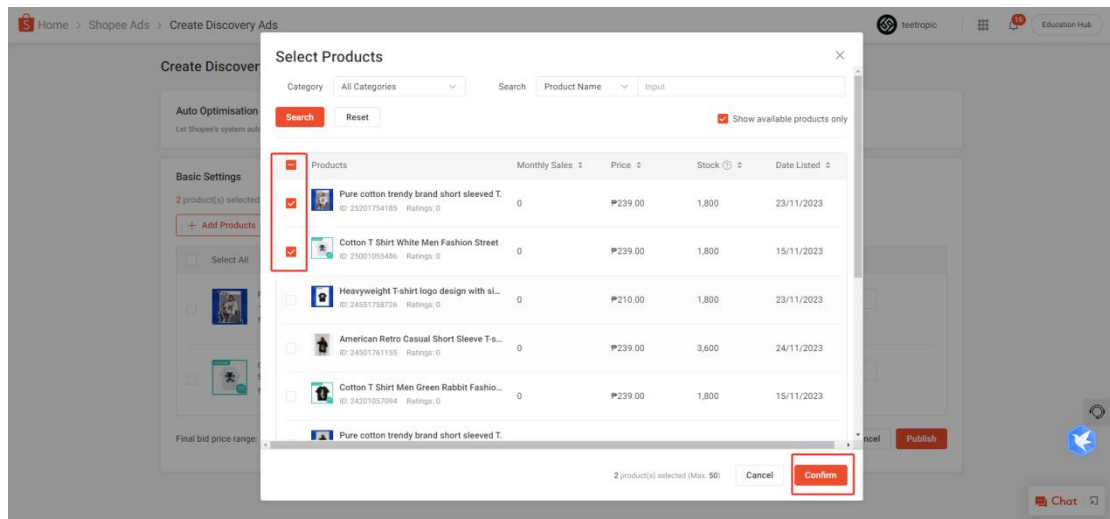 Home > Shopee Ads > Create Discovery Ads
teetropic
16
Education Hub
Create Discover
Auto Optimisation
Let Shopee's system auto
Basic Settings
2 product(s) selected
+ Add Products
Select All
Final bid price range:
Select Products
Category All Categories Search Product Name Input
Search Reset Show available products only
Products Monthly Sales Price Stock Date Listed
Pure cotton trendy brand short sleeved T.
ID: 25201754185 Ratings: 0
0 ₱239.00 1,800 23/11/2023
Cotton T Shirt White Men Fashion Street
ID: 25001055486 Ratings: 0
0 ₱239.00 1,800 15/11/2023
Heavyweight T-shirt logo design with si...
ID: 24551758726 Ratings: 0
0 ₱210.00 1,800 23/11/2023
American Retro Casual Short Sleeve T-s...
ID: 24501761155 Ratings: 0
0 ₱239.00 3,600 24/11/2023
Cotton T Shirt Men Green Rabbit Fashio...
ID: 24201057094 Ratings: 0
0 ₱239.00 1,800 15/11/2023
Pure cotton trendy brand short sleeved T.
2 product(s) selected (Max. 50) Cancel Confirm
ncel Publish
Chat